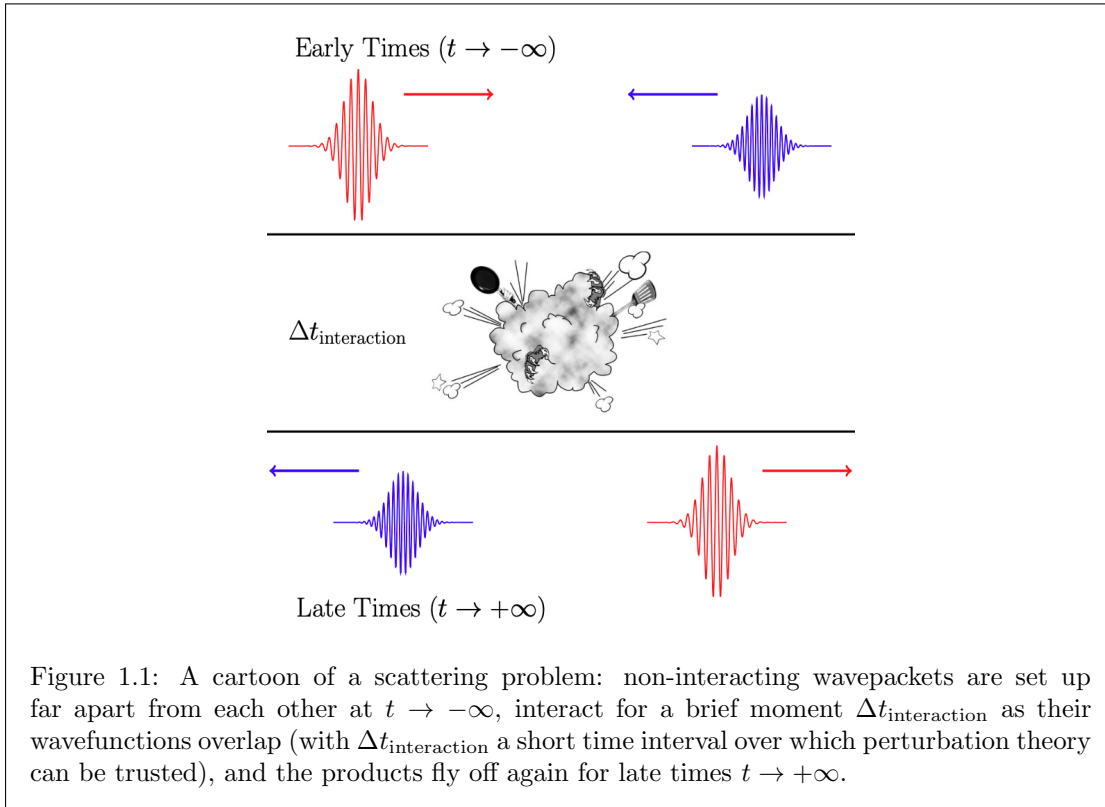 Early Times (t → −∞)
Δt_interaction
Late Times (t → +∞)
Figure 1.1: A cartoon of a scattering problem: non-interacting wavepackets are set up
far apart from each other at t → −∞, interact for a brief moment Δt_interaction as their
wavefunctions overlap (with Δt_interaction a short time interval over which perturbation theory
can be trusted), and the products fly off again for late times t → +∞.